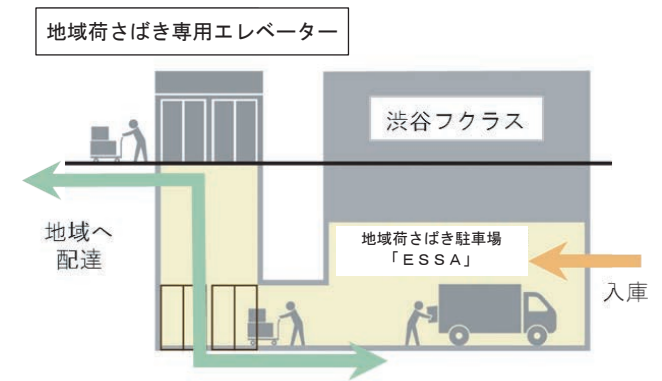 地域荷さばき専用エレベーター
渋谷フクラス
地域荷さばき駐車場
「ESSA」
地域へ
配達
入庫